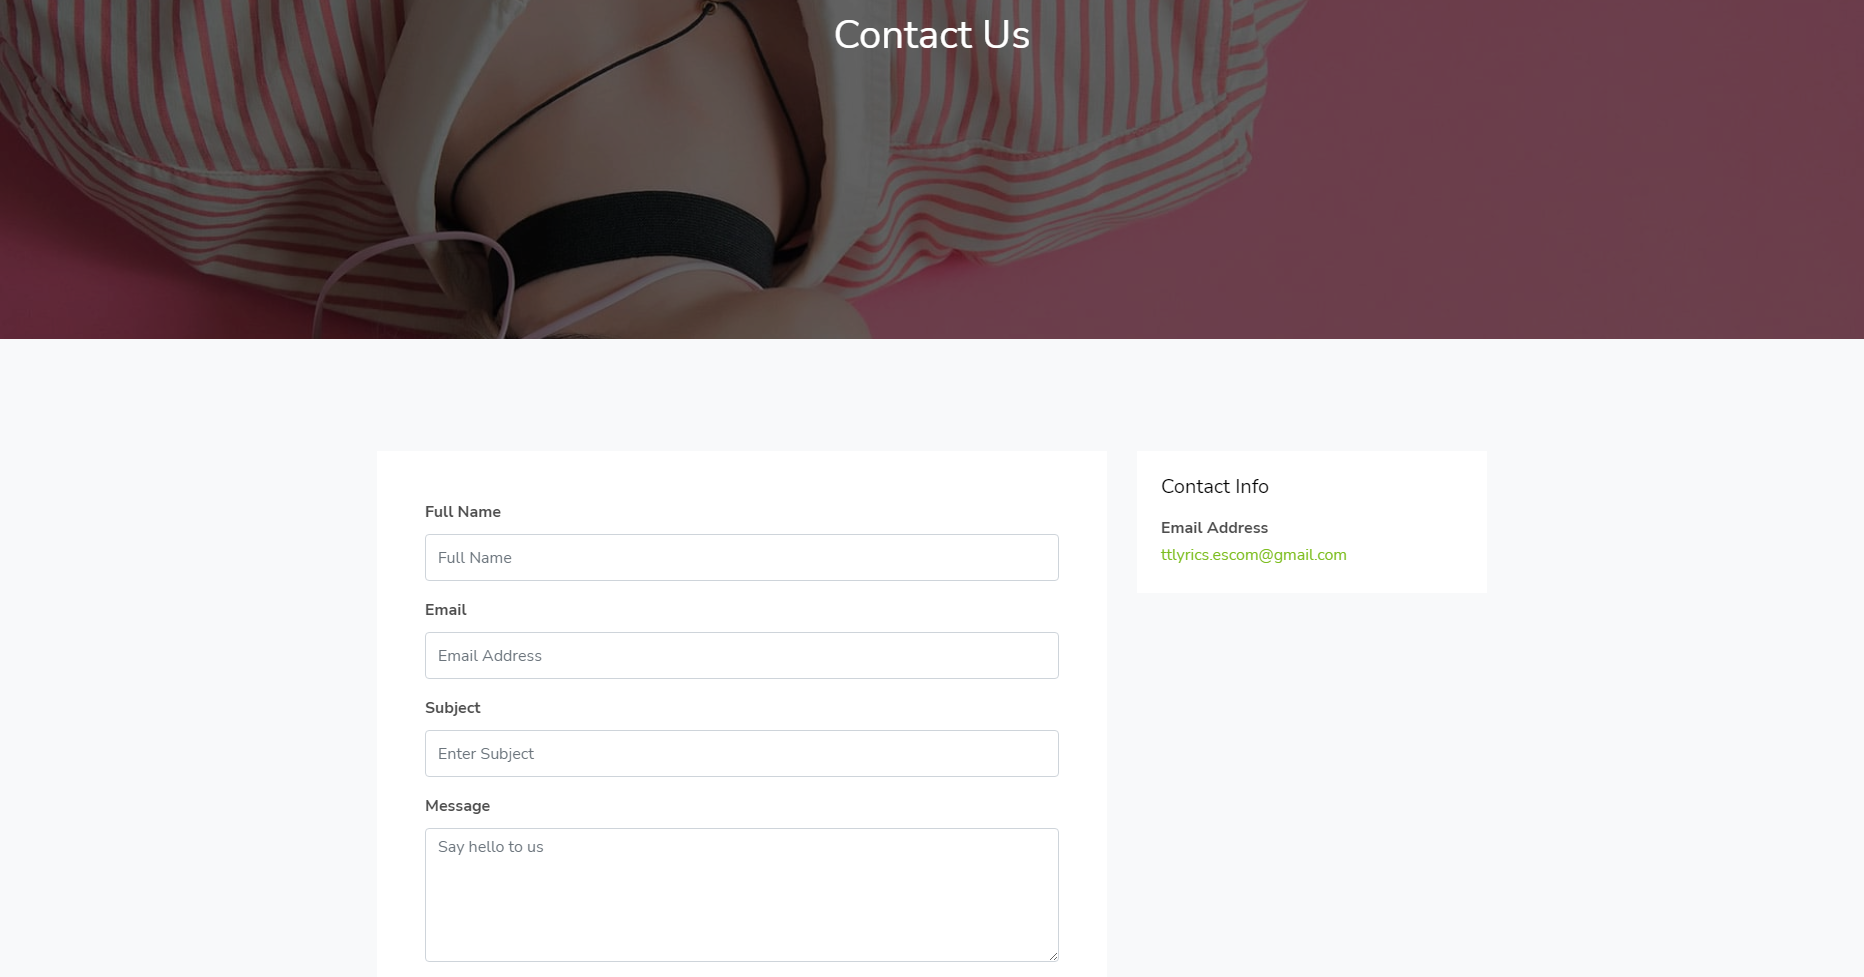 Contact Us
Full Name
Full Name
Email
Email Address
Subject
Enter Subject
Message
Say hello to us
Contact Info
Email Address
ttlyrics.escom@gmail.com